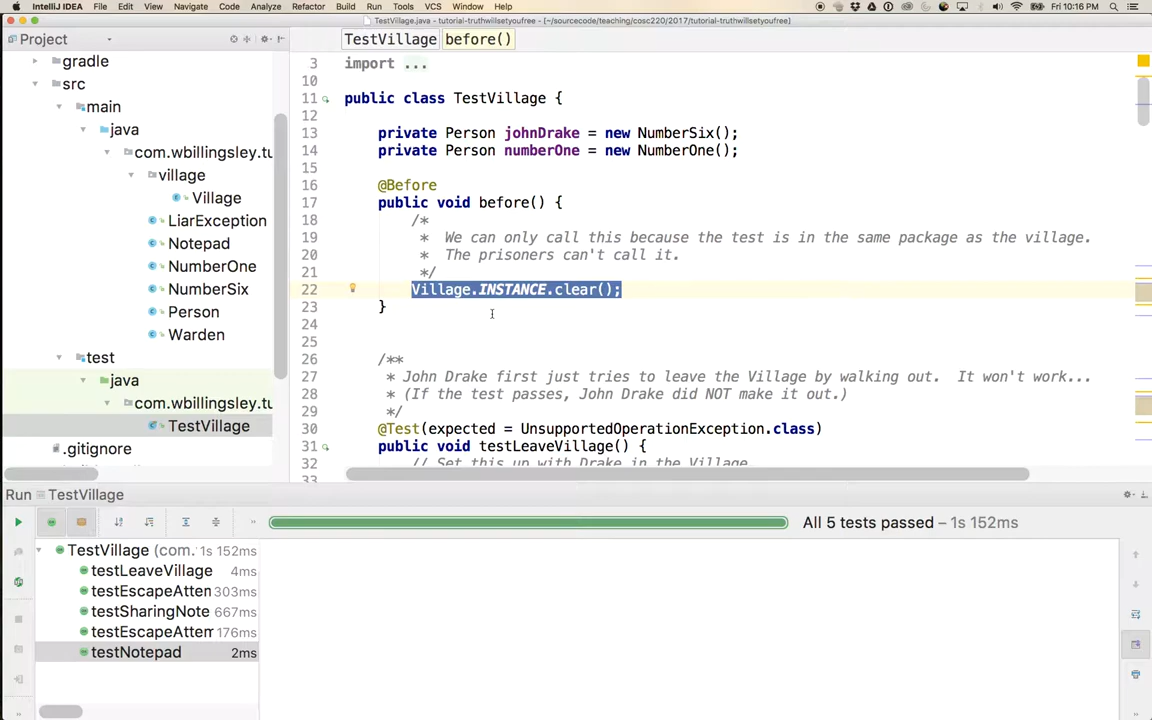 IntelliJ IDEA File Edit View Navigate Code Analyze Refactor Build Run Tools VCS Window Help Fri 10:16 PM
TestVillage.java - tutorial-truthwillsetyoufree - [~/sourcecode/teaching/cosc220/2017/tutorial-truthwillsetyoufree]
Project
TestVillage before()
gradle
src
main
java
com.wbillingsley.tu
village
Village
LiarException
Notepad
NumberOne
NumberSix
Person
Warden
test
java
com.wbillingsley.tu
TestVillage
.gitignore
3 import ...
10
11 public class TestVillage {
12
13 private Person johnDrake = new NumberSix();
14 private Person numberOne = new NumberOne();
15
16 @Before
17 public void before() {
18 /*
19 * We can only call this because the test is in the same package as the village.
20 * The prisoners can't call it.
21 */
22 Village.INSTANCE.clear();
23 }
24
25
26 /**
27 * John Drake first just tries to leave the Village by walking out. It won't work...
28 * (If the test passes, John Drake did NOT make it out.)
29 */
30 @Test(expected = UnsupportedOperationException.class)
31 public void testLeaveVillage() {
32 // Set this up with Drake in the Village
33
Run TestVillage
All 5 tests passed – 1s 152ms
TestVillage (com. 1s 152ms
testLeaveVillage 4ms
testEscapeAtten 303ms
testSharingNote 667ms
testEscapeAtten 176ms
testNotepad 2ms